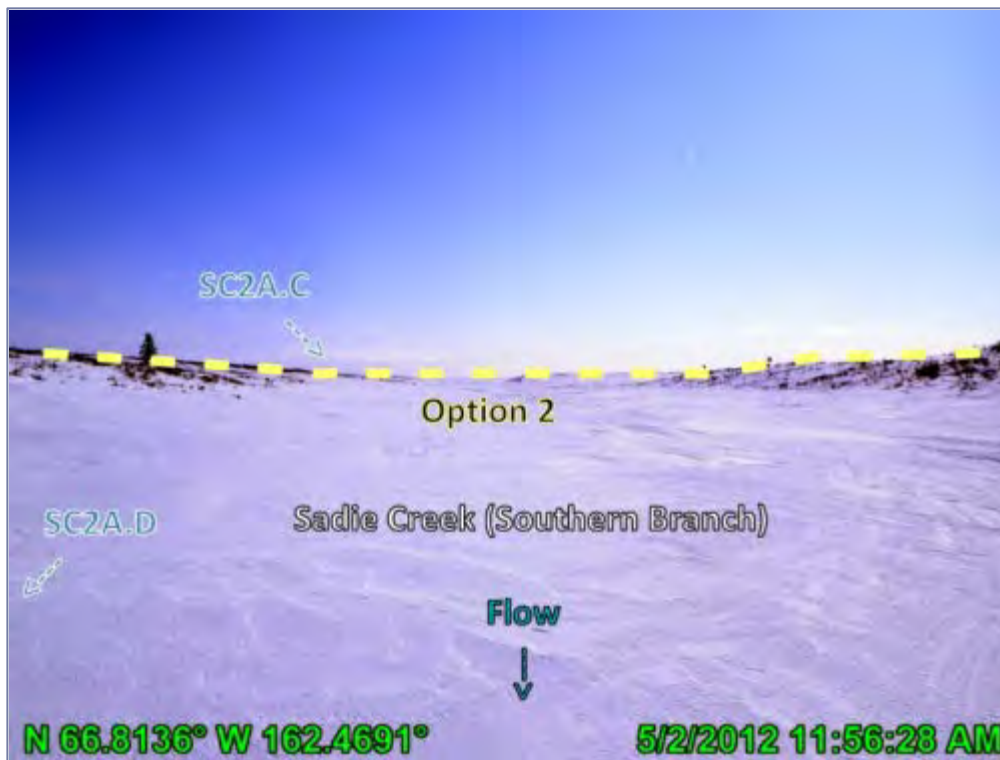 SC2A.C
Option 2
Sadie Creek (Southern Branch)
SC2A.D
Flow
N 66.8136° W 162.4691°
5/2/2012 11:56:28 AM